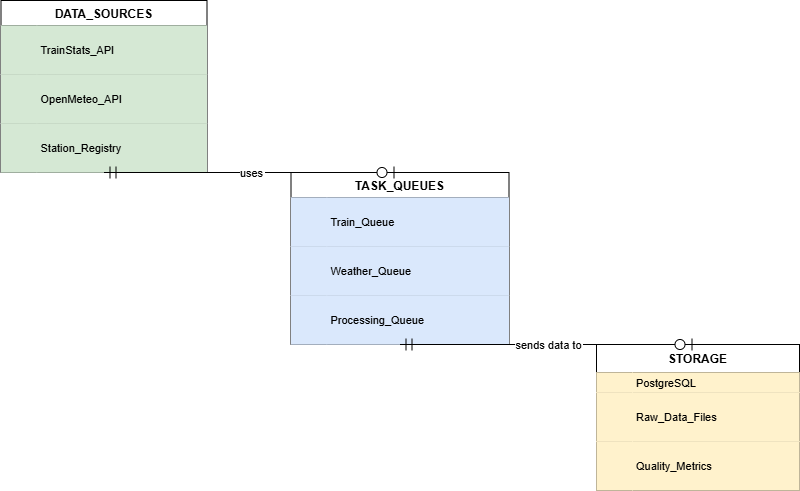 DATA_SOURCES
TrainStats_API
OpenMeteo_API
Station_Registry
uses
TASK_QUEUES
Train_Queue
Weather_Queue
Processing_Queue
sends data to
STORAGE
PostgreSQL
Raw_Data_Files
Quality_Metrics